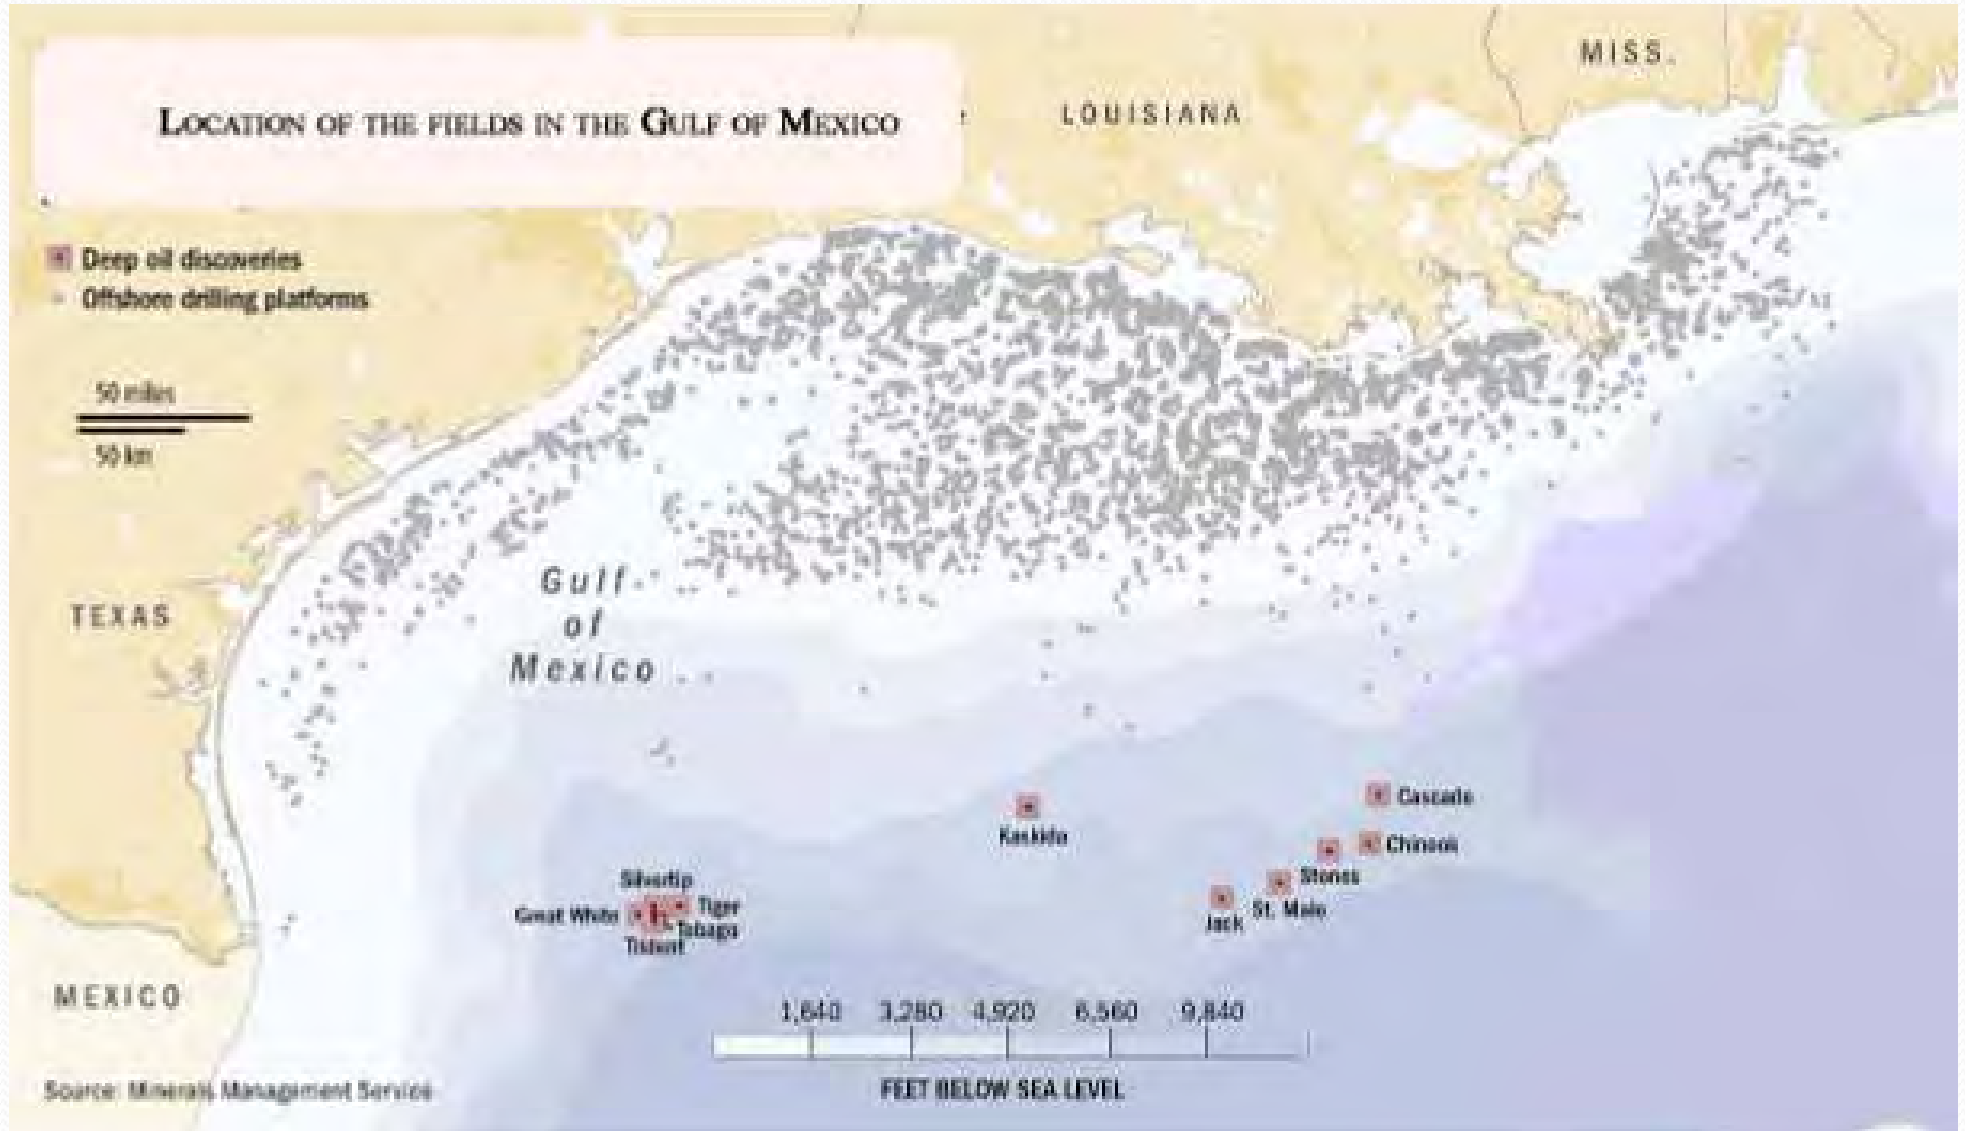 LOCATION OF THE FIELDS IN THE GULF OF MEXICO
MISS.
LOUISIANA
Deep oil discoveries
Offshore drilling platforms
50 miles
50 km
Gulf
of
Mexico
TEXAS
Cascade
Kaskida
Chinook
Silvertip
Stones
Great White
Tiger
St. Malo
Jack
Tobago
Trident
MEXICO
1,640 3,280 4,920 6,560 9,840
Source: Minerals Management Service
FEET BELOW SEA LEVEL